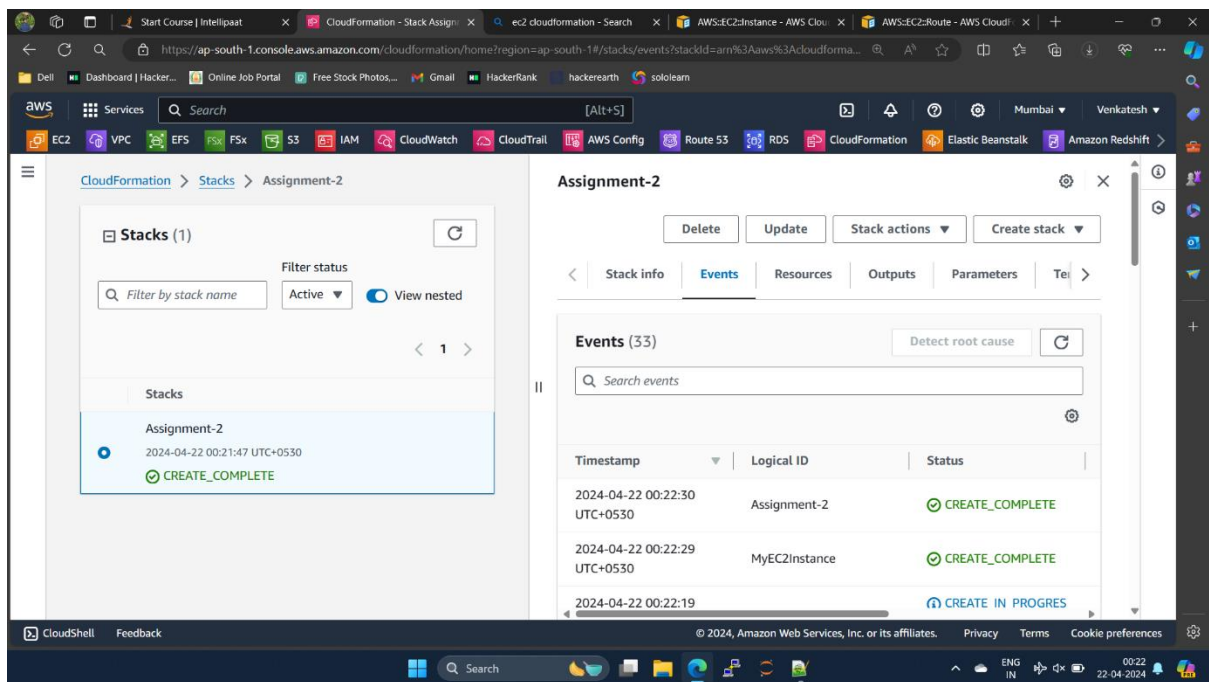 Start Course | Intellipaat
CloudFormation - Stack Assignm
ec2 cloudformation - Search
AWS::EC2::Instance - AWS Clou
AWS::EC2::Route - AWS CloudF
https://ap-south-1.console.aws.amazon.com/cloudformation/home?region=ap-south-1#/stacks/events?stackId=arn%3Aaws%3Acloudforma...
Dell
Dashboard | Hacker...
Online Job Portal
Free Stock Photos,...
Gmail
HackerRank
hackerearth
sololearn
aws
Services
Search
[Alt+S]
Mumbai
Venkatesh
EC2
VPC
EFS
FSx
FSx
S3
IAM
CloudWatch
CloudTrail
AWS Config
Route 53
RDS
CloudFormation
Elastic Beanstalk
Amazon Redshift
CloudFormation > Stacks > Assignment-2
Stacks (1)
Filter status
Filter by stack name
Active
View nested
1
Stacks
Assignment-2
2024-04-22 00:21:47 UTC+0530
CREATE_COMPLETE
Assignment-2
Delete
Update
Stack actions
Create stack
Stack info
Events
Resources
Outputs
Parameters
Te
Events (33)
Detect root cause
Search events
Timestamp
Logical ID
Status
2024-04-22 00:22:30
UTC+0530
Assignment-2
CREATE_COMPLETE
2024-04-22 00:22:29
UTC+0530
MyEC2Instance
CREATE_COMPLETE
2024-04-22 00:22:19
CREATE_IN_PROGRES
CloudShell
Feedback
© 2024, Amazon Web Services, Inc. or its affiliates.
Privacy
Terms
Cookie preferences
Search
ENG
IN
00:22
22-04-2024